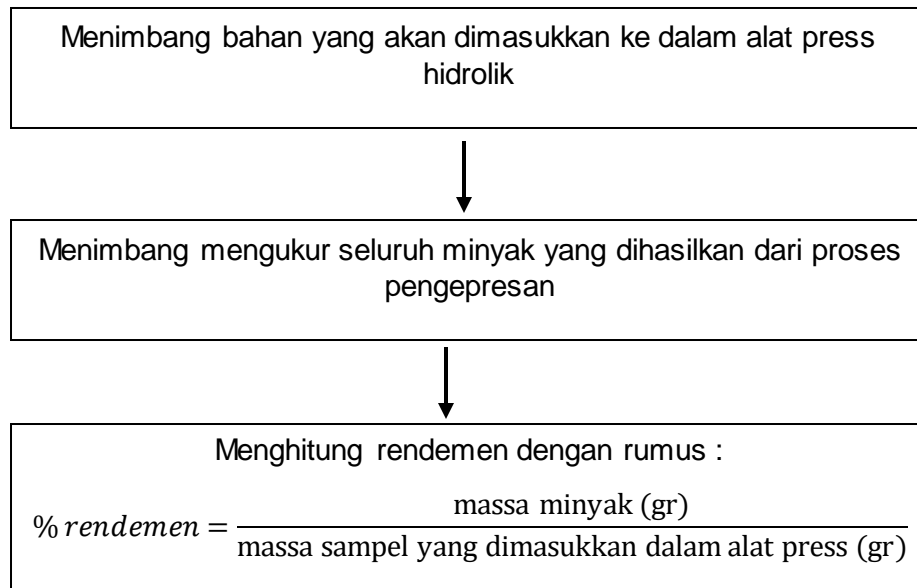 Menimbang bahan yang akan dimasukkan ke dalam alat press
hidrolik
Menimbang mengukur seluruh minyak yang dihasilkan dari proses
pengepresan
Menghitung rendemen dengan rumus :
% rendemen = massa minyak (gr) / massa sampel yang dimasukkan dalam alat press (gr)